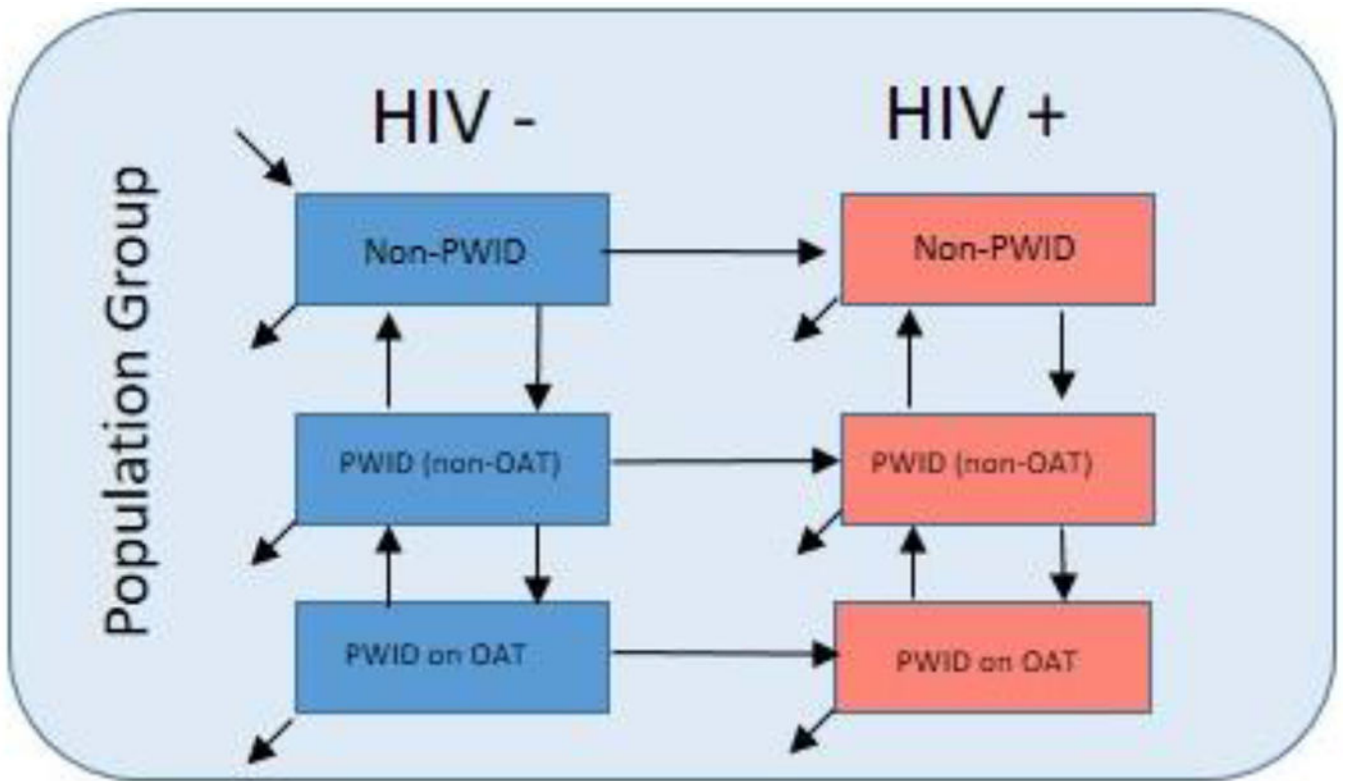 HIV -
HIV +
Population Group
Non-PWID
Non-PWID
PWID (non-OAT)
PWID (non-OAT)
PWID on OAT
PWID on OAT